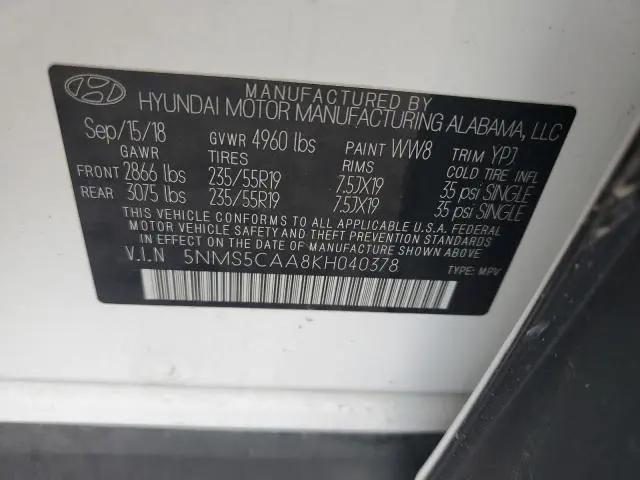 MANUFACTURED BY
HYUNDAI MOTOR MANUFACTURING ALABAMA, LLC
Sep/15/18 GVWR 4960 lbs PAINT WW8 TRIM YPJ
GAWR TIRES RIMS COLD TIRE INFL
FRONT 2866 lbs 235/55R19 7.5JX19 35 psi SINGLE
REAR 3075 lbs 235/55R19 7.5JX19 35 psi SINGLE
THIS VEHICLE CONFORMS TO ALL APPLICABLE U.S.A. FEDERAL
MOTOR VEHICLE SAFETY, BUMPER, AND THEFT PREVENTION STANDARDS
IN EFFECT ON THE DATE OF MANUFACTURE SHOWN ABOVE.
V.I.N 5NMS5CAA8KH040378 TYPE: MPV